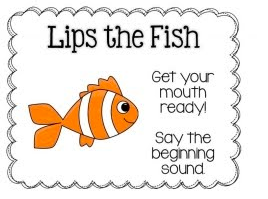 Lips the Fish
Get your
mouth
ready!
Say the
beginning
sound.